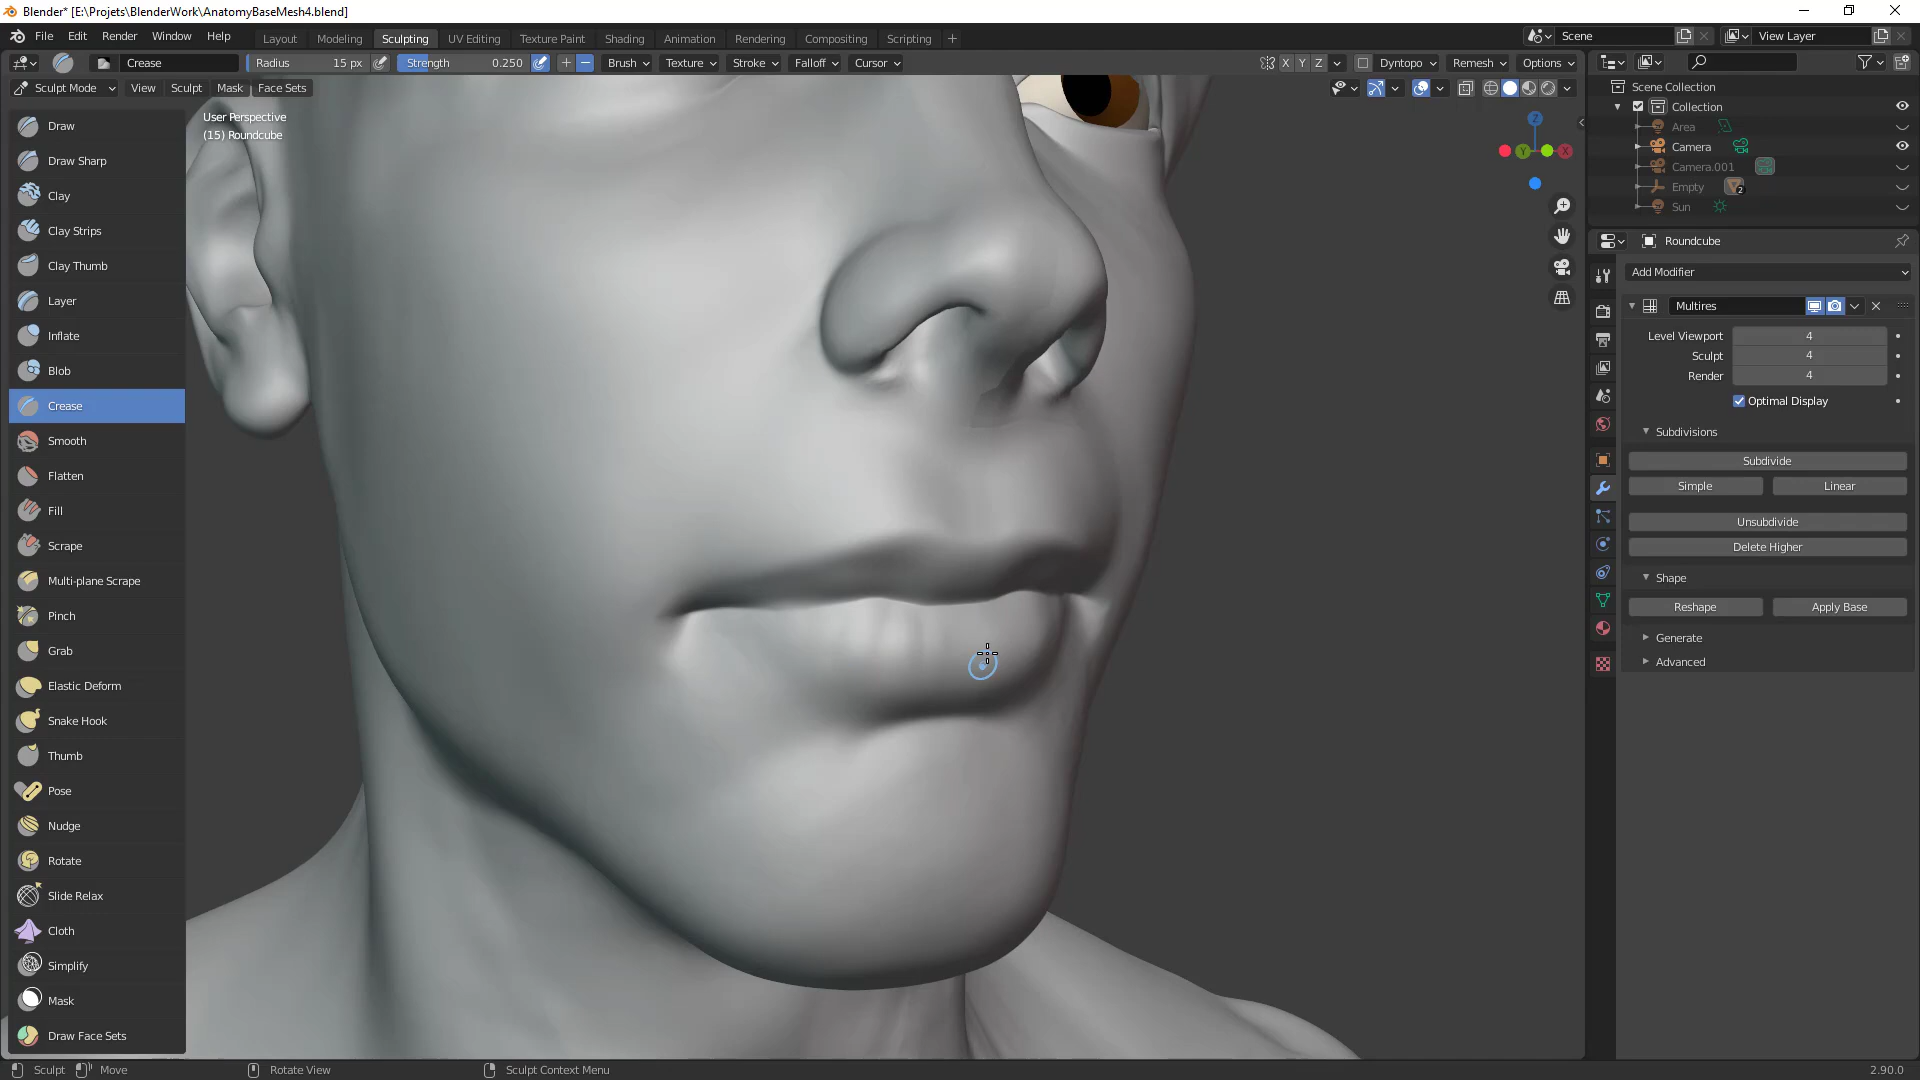 Blender* [E:\Projets\BlenderWork\AnatomyBaseMesh4.blend]
File Edit Render Window Help Layout Modeling Sculpting UV Editing Texture Paint Shading Animation Rendering Compositing Scripting + Scene View Layer
Crease Radius 15 px Strength 0.250 + − Brush Texture Stroke Falloff Cursor X Y Z Dyntopo Remesh Options
Sculpt Mode View Sculpt Mask Face Sets
User Perspective
(15) Roundcube
Z
Y
X
Draw
Draw Sharp
Clay
Clay Strips
Clay Thumb
Layer
Inflate
Blob
Crease
Smooth
Flatten
Fill
Scrape
Multi-plane Scrape
Pinch
Grab
Elastic Deform
Snake Hook
Thumb
Pose
Nudge
Rotate
Slide Relax
Cloth
Simplify
Mask
Draw Face Sets
Scene Collection
Collection
Area
Camera
Camera.001
Empty 2
Sun
Roundcube
Add Modifier
Multires
Level Viewport 4
Sculpt 4
Render 4
Optimal Display
Subdivisions
Subdivide
Simple Linear
Unsubdivide
Delete Higher
Shape
Reshape Apply Base
Generate
Advanced
Sculpt Move Rotate View Sculpt Context Menu 2.90.0